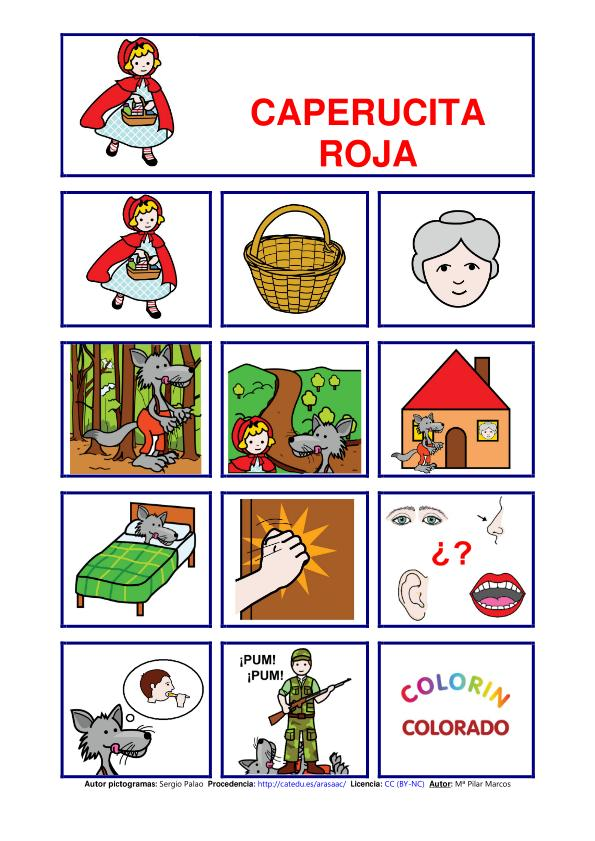 CAPERUCITA
ROJA
¿?
¡PUM!
¡PUM!
COLORIN
COLORADO
Autor pictogramas: Sergio Palao Procedencia: http://catedu.es/arasaac/ Licencia: CC (BY-NC) Autor: Mª Pilar Marcos